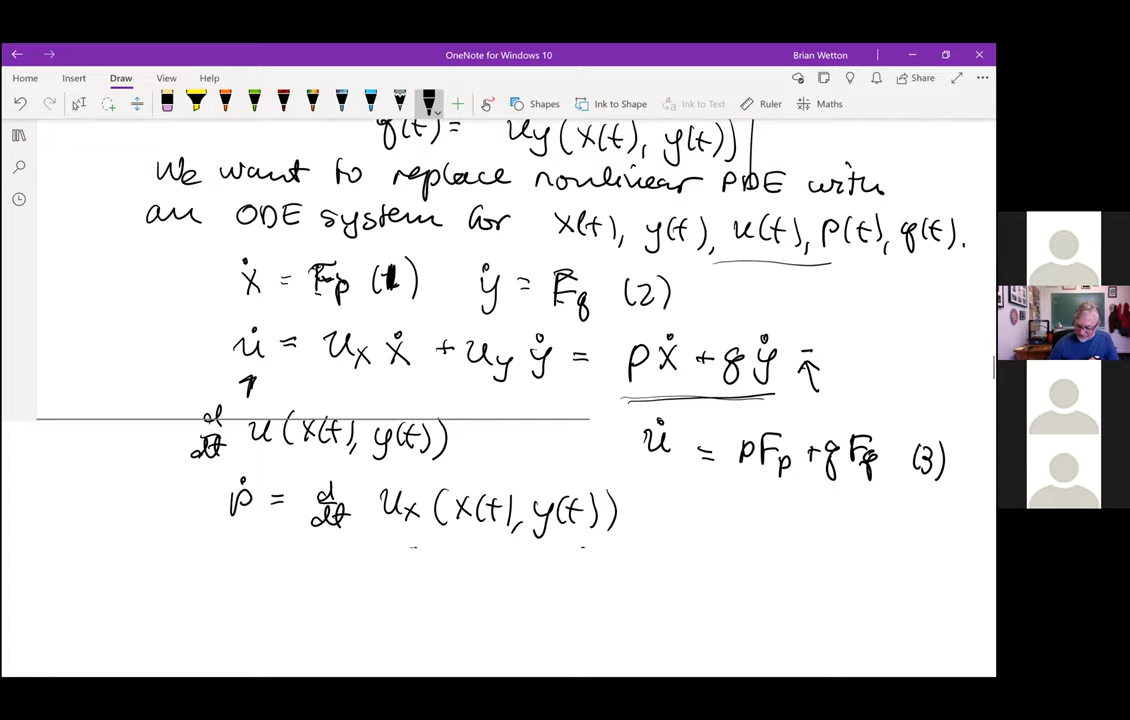 OneNote for Windows 10
Brian Wetton
Home Insert Draw View Help
Share
Shapes Ink to Shape Ink to Text Ruler Maths
q(t) = uy(x(t), y(t))
We want to replace nonlinear PDE with
an ODE system for x(t), y(t), u(t), p(t), q(t).
ẋ = Fp (1) ẏ = Fq (2)
u̇ = ux ẋ + uy ẏ = pẋ + qẏ ↑
↑
d/dt u(x(t), y(t))
u̇ = pFp + qFq (3)
ṗ = d/dt ux(x(t), y(t))